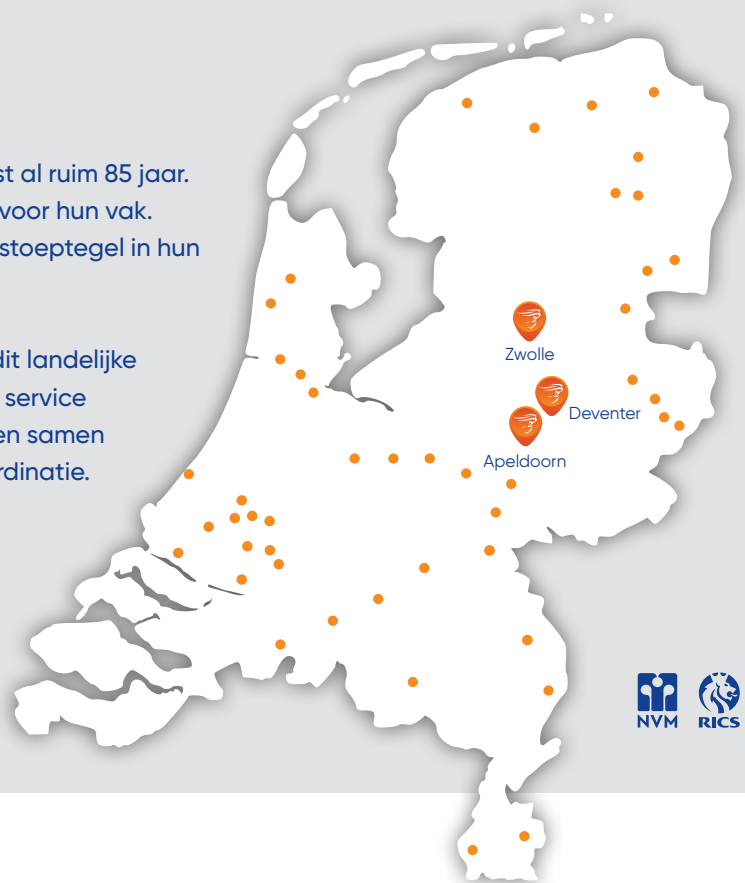 st al ruim 85 jaar.
voor hun vak.
stoeptegel in hun
dit landelijke
service
en samen
rdinatie.
Zwolle
Deventer
Apeldoorn
NVM
RICS